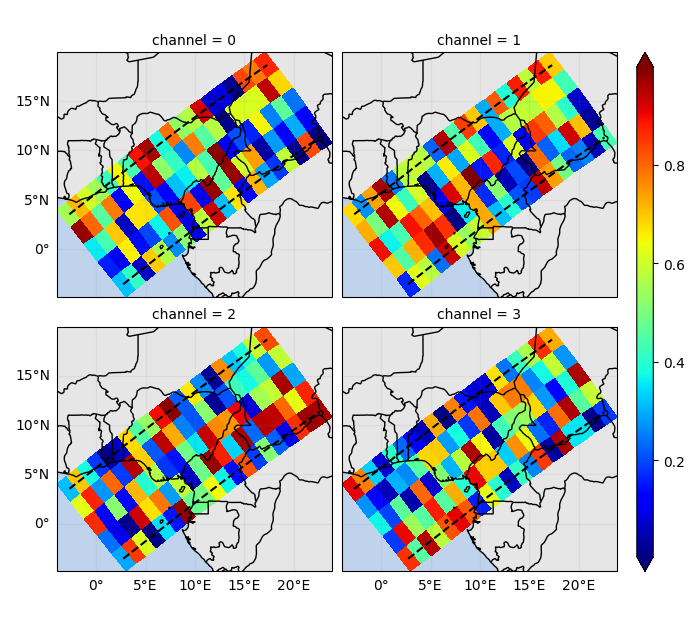 channel = 0
channel = 1
15°N
10°N
5°N
0°
0.8
0.6
0.4
0.2
channel = 2
channel = 3
15°N
10°N
5°N
0°
0°
5°E
10°E
15°E
20°E
0°
5°E
10°E
15°E
20°E